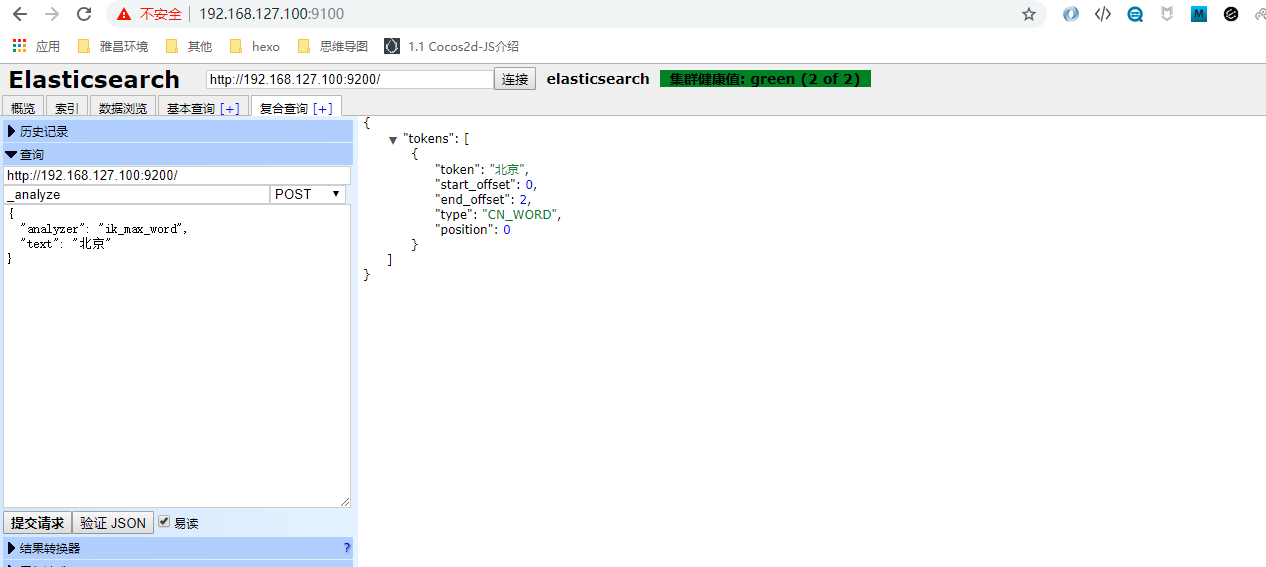 不安全 192.168.127.100:9100
应用 雅昌环境 其他 hexo 思维导图 1.1 Cocos2d-JS介绍
Elasticsearch http://192.168.127.100:9200/ 连接 elasticsearch 集群健康值: green (2 of 2)
概览 索引 数据浏览 基本查询 [+] 复合查询 [+]
历史记录
查询
http://192.168.127.100:9200/
_analyze POST
{
"analyzer": "ik_max_word",
"text": "北京"
}
提交请求 验证 JSON 易读
结果转换器 ?
{
"tokens": [
{
"token": "北京",
"start_offset": 0,
"end_offset": 2,
"type": "CN_WORD",
"position": 0
}
]
}